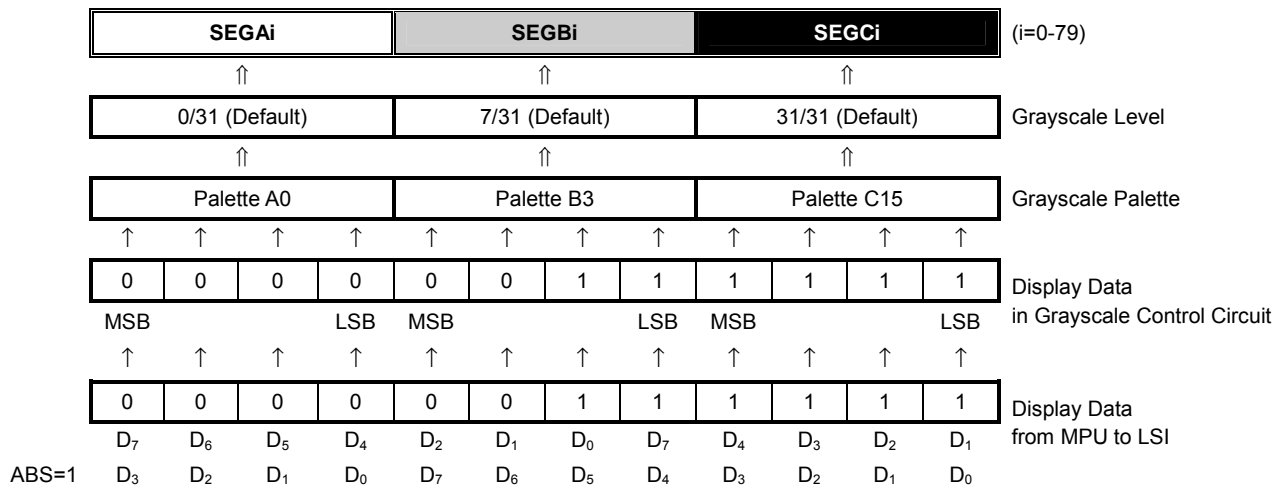 SEGAi SEGBi SEGCi (i=0-79)
⇑ ⇑ ⇑
0/31 (Default) 7/31 (Default) 31/31 (Default) Grayscale Level
⇑ ⇑ ⇑
Palette A0 Palette B3 Palette C15 Grayscale Palette
↑ ↑ ↑ ↑ ↑ ↑ ↑ ↑ ↑ ↑ ↑ ↑
0 0 0 0 0 0 1 1 1 1 1 1 Display Data
MSB LSB MSB LSB MSB LSB in Grayscale Control Circuit
↑ ↑ ↑ ↑ ↑ ↑ ↑ ↑ ↑ ↑ ↑ ↑
0 0 0 0 0 0 1 1 1 1 1 1 Display Data
D₇ D₆ D₅ D₄ D₂ D₁ D₀ D₇ D₄ D₃ D₂ D₁ from MPU to LSI
ABS=1 D₃ D₂ D₁ D₀ D₇ D₆ D₅ D₄ D₃ D₂ D₁ D₀